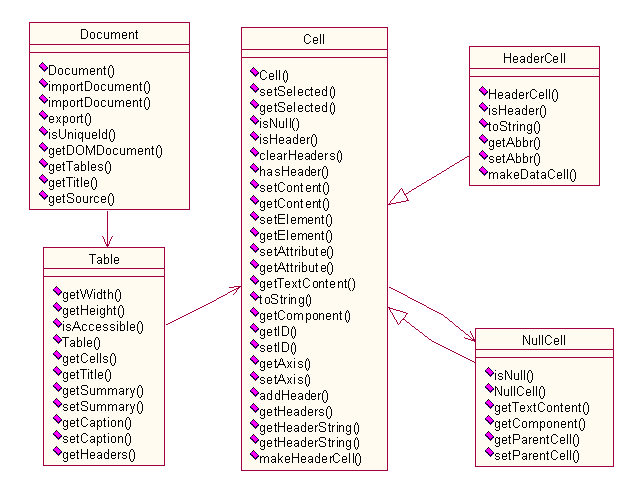 Document
Document()
importDocument()
importDocument()
export()
isUniqueId()
getDOMDocument()
getTables()
getTitle()
getSource()
Table
getWidth()
getHeight()
isAccessible()
Table()
getCells()
getTitle()
getSummary()
setSummary()
getCaption()
setCaption()
getHeaders()
Cell
Cell()
setSelected()
getSelected()
isNull()
isHeader()
clearHeaders()
hasHeader()
setContent()
getContent()
setElement()
getElement()
setAttribute()
getAttribute()
getTextContent()
toString()
getComponent()
getID()
setID()
getAxis()
setAxis()
addHeader()
getHeaders()
getHeaderString()
getHeaderString()
makeHeaderCell()
HeaderCell
HeaderCell()
isHeader()
toString()
getAbbr()
setAbbr()
makeDataCell()
NullCell
isNull()
NullCell()
getTextContent()
getComponent()
getParentCell()
setParentCell()